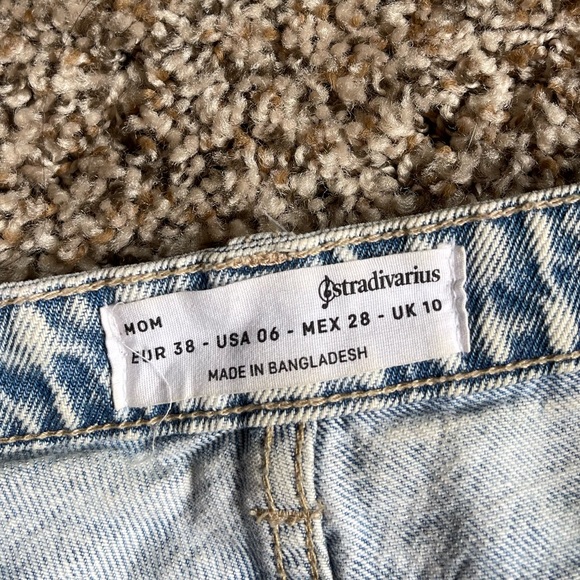 stradivarius
MOM
EUR 38 - USA 06 - MEX 28 - UK 10
MADE IN BANGLADESH